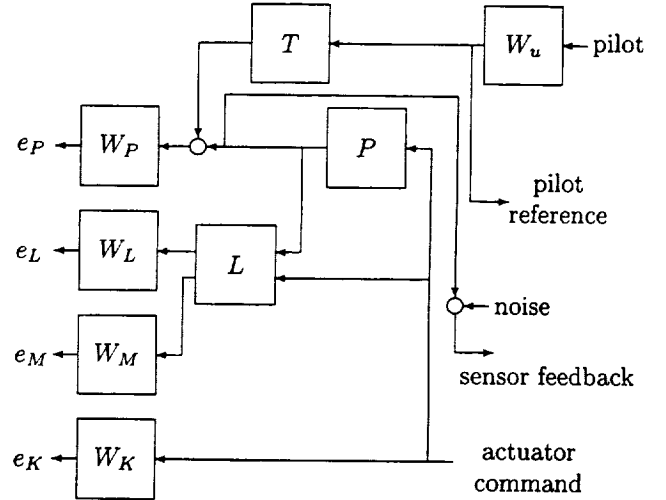 T
W_u
pilot
e_P
W_P
P
pilot
reference
e_L
W_L
L
noise
e_M
W_M
sensor feedback
e_K
W_K
actuator
command